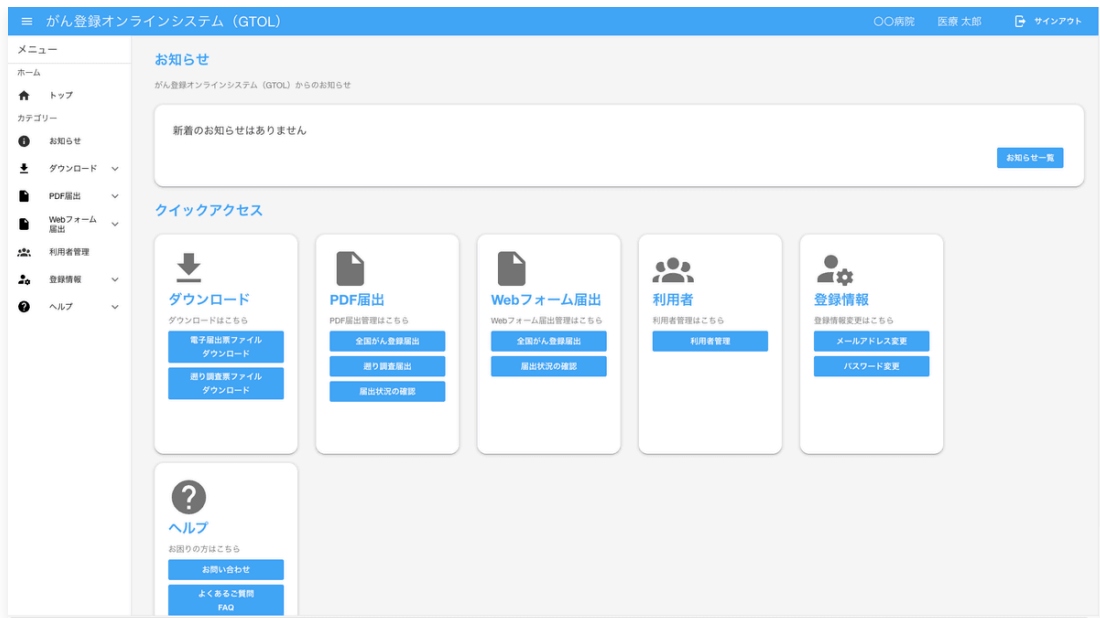 がん登録オンラインシステム（GTOL）
〇〇病院
医療 太郎
サインアウト
メニュー
ホーム
トップ
カテゴリー
お知らせ
ダウンロード
PDF届出
Webフォーム
届出
利用者管理
登録情報
ヘルプ
お知らせ
がん登録オンラインシステム（GTOL）からのお知らせ
新着のお知らせはありません
お知らせ一覧
クイックアクセス
ダウンロード
ダウンロードはこちら
電子届出票ファイル
ダウンロード
遡り調査票ファイル
ダウンロード
PDF届出
PDF届出管理はこちら
全国がん登録届出
遡り調査届出
届出状況の確認
Webフォーム届出
Webフォーム届出管理はこちら
全国がん登録届出
届出状況の確認
利用者
利用者管理はこちら
利用者管理
登録情報
登録情報変更はこちら
メールアドレス変更
パスワード変更
ヘルプ
お困りの方はこちら
お問い合わせ
よくあるご質問
FAQ